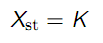 X_st = K